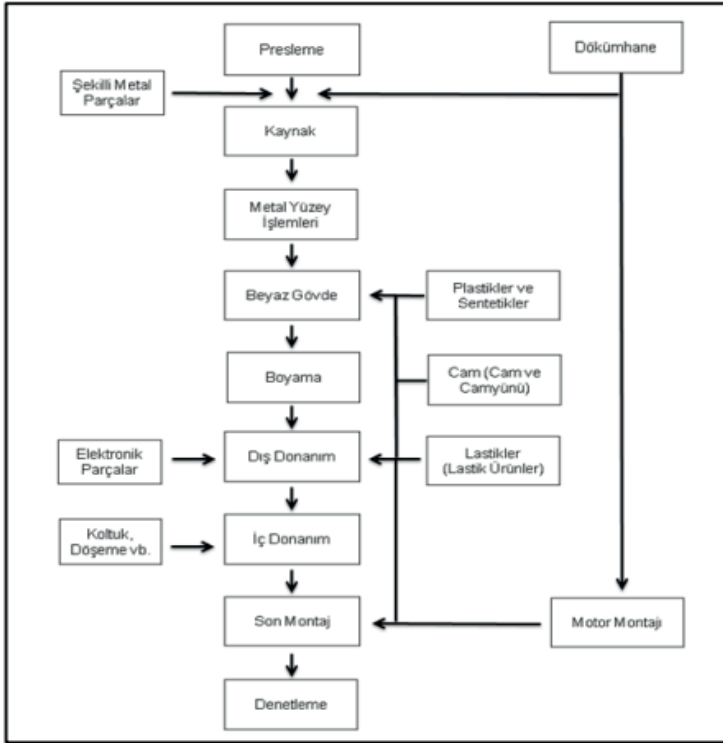 Presleme
Dökümhane
Şekilli Metal
Parçalar
Kaynak
Metal Yüzey
İşlemleri
Beyaz Gövde
Plastikler ve
Sentetikler
Boyama
Cam (Cam ve
Camyünü)
Elektronik
Parçalar
Dış Donanım
Lastikler
(Lastik Ürünler)
Koltuk,
Döşeme vb.
İç Donanım
Son Montaj
Motor Montajı
Denetleme